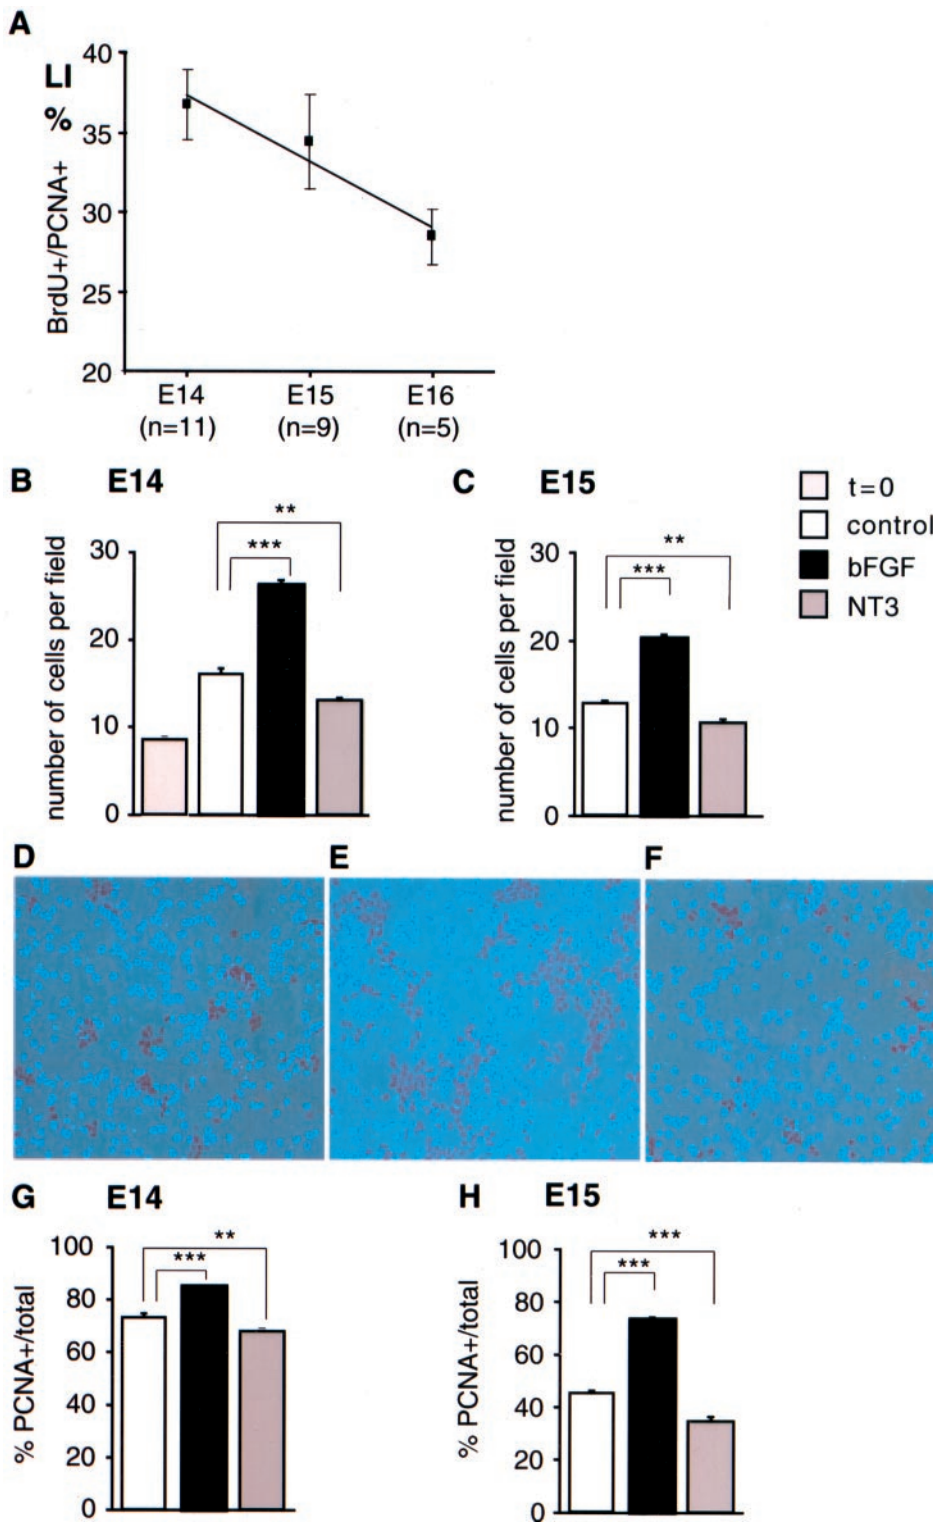 A
LI
%
BrdU+/PCNA+
40
35
30
25
20
E14
E15
E16
(n=11)
(n=9)
(n=5)
B
E14
number of cells per field
30
20
10
0
**
***
C
E15
number of cells per field
30
20
10
0
**
***
t=0
control
bFGF
NT3
D
E
F
G
E14
% PCNA+/total
100
80
60
40
20
0
**
***
H
E15
% PCNA+/total
100
80
60
40
20
0
***
***